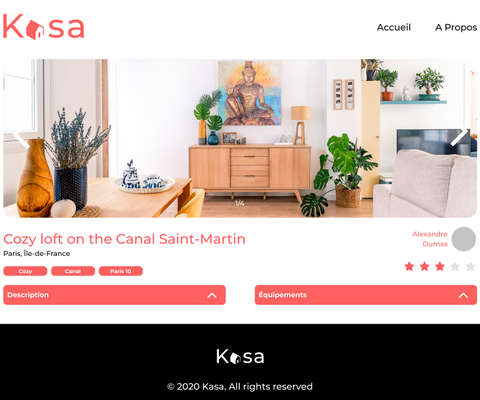 Kasa
Accueil
A Propos
1/4
Cozy loft on the Canal Saint-Martin
Paris, Île-de-France
Cozy
Canal
Paris 10
Alexandre
Dumas
Description
Équipements
Kasa
© 2020 Kasa. All rights reserved